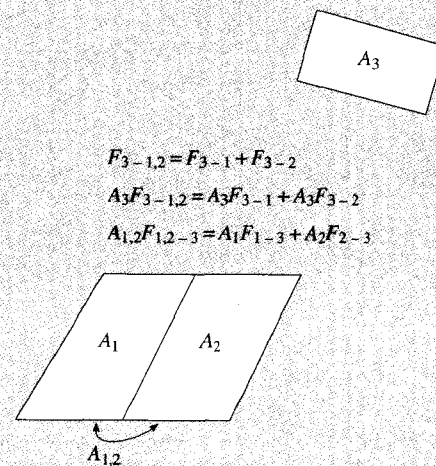 A₃
F₃₋₁,₂ = F₃₋₁ + F₃₋₂
A₃F₃₋₁,₂ = A₃F₃₋₁ + A₃F₃₋₂
A₁,₂F₁,₂₋₃ = A₁F₁₋₃ + A₂F₂₋₃
A₁ A₂
A₁,₂